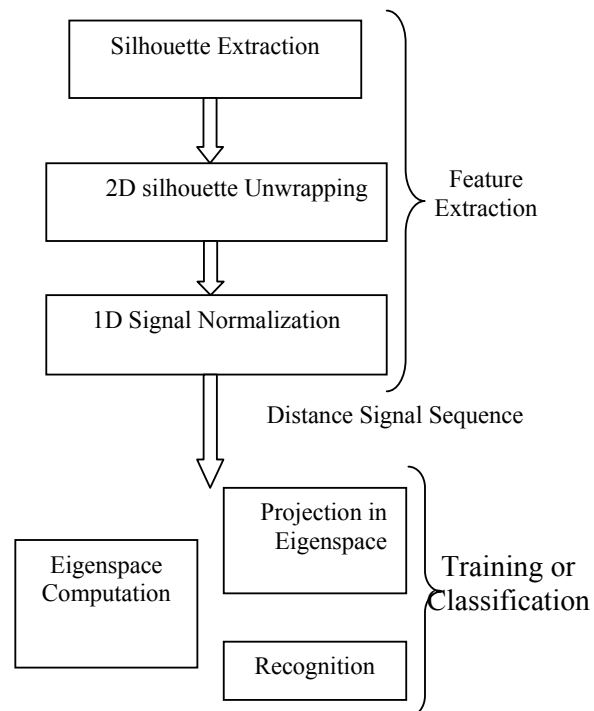 Silhouette Extraction
2D silhouette Unwrapping
Feature
Extraction
1D Signal Normalization
Distance Signal Sequence
Projection in
Eigenspace
Eigenspace
Computation
Training or
Classification
Recognition